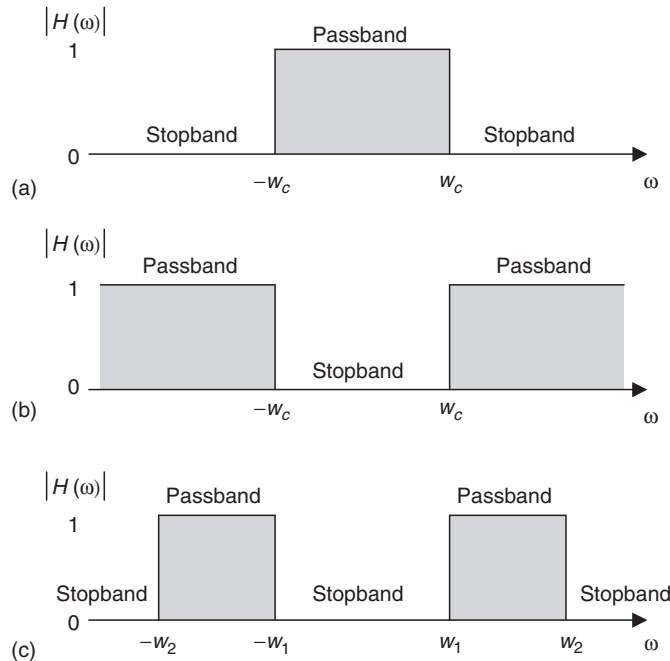 |H(ω)|
Passband
1
Stopband
Stopband
0
−w_c
w_c
ω
(a)
|H(ω)|
Passband
Passband
1
Stopband
0
−w_c
w_c
ω
(b)
|H(ω)|
Passband
Passband
1
Stopband
Stopband
Stopband
0
−w_2
−w_1
w_1
w_2
ω
(c)